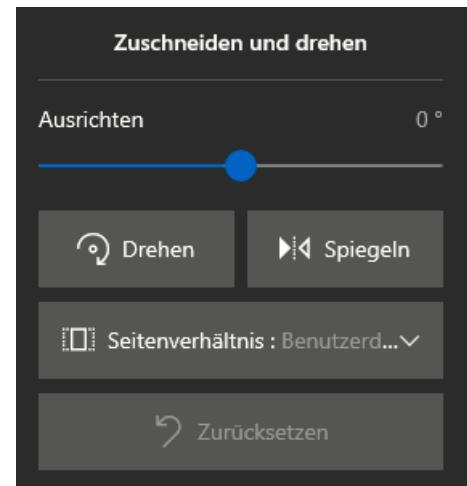 Zuschneiden und drehen
Ausrichten 0 °
Drehen Spiegeln
Seitenverhältnis : Benutzerd...
Zurücksetzen